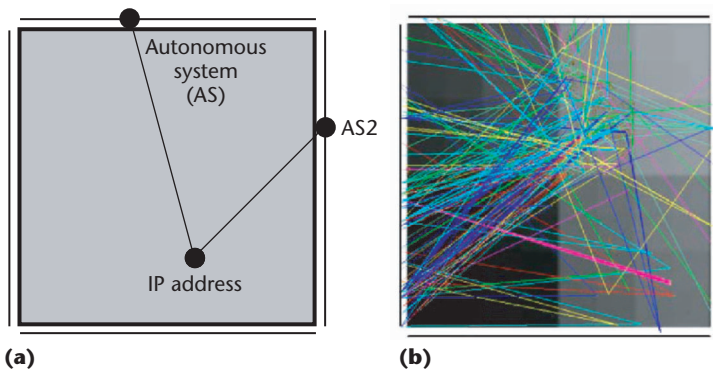 Autonomous
system
(AS)
AS2
IP address
(a)
(b)